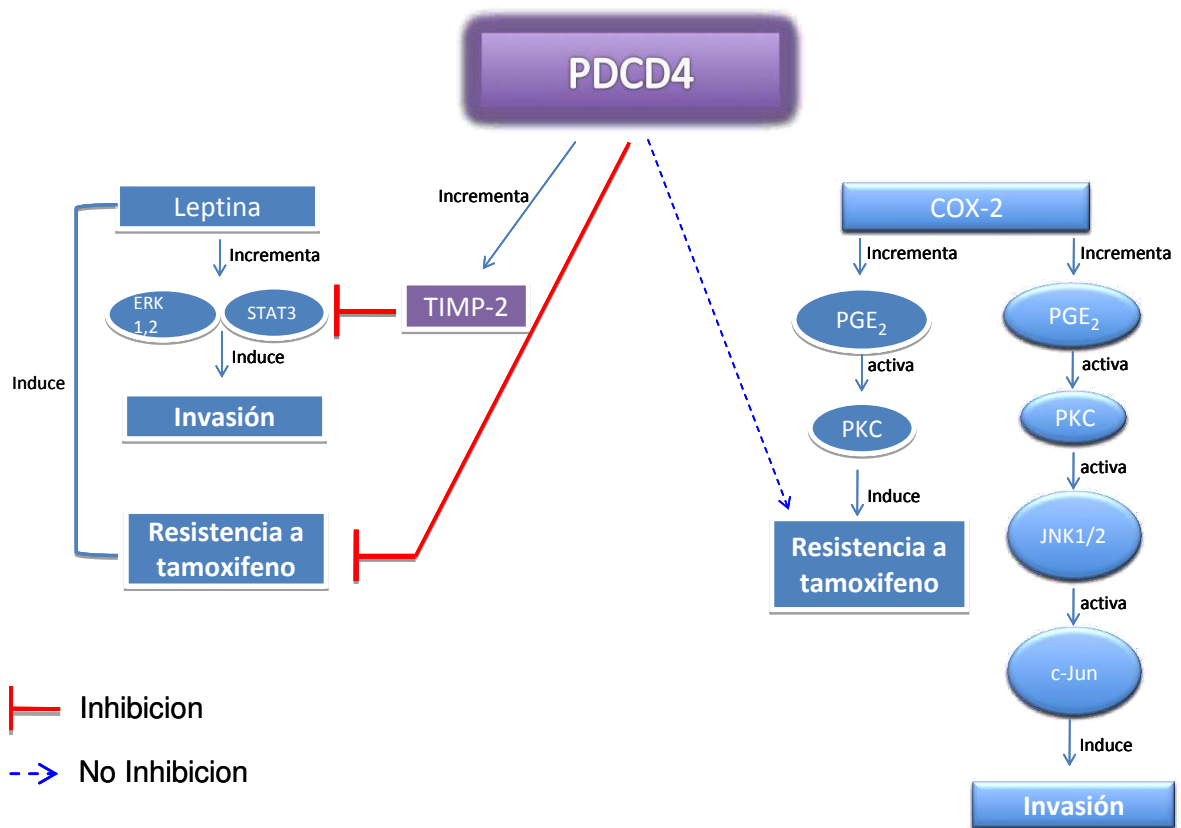 PDCD4
Leptina
Incrementa
ERK
1,2
STAT3
Induce
Invasión
Induce
Resistencia a
tamoxifeno
Incrementa
TIMP-2
COX-2
Incrementa
PGE₂
activa
PKC
Induce
Resistencia a
tamoxifeno
Incrementa
PGE₂
activa
PKC
activa
JNK1/2
activa
c-Jun
Induce
Invasión
Inhibicion
No Inhibicion